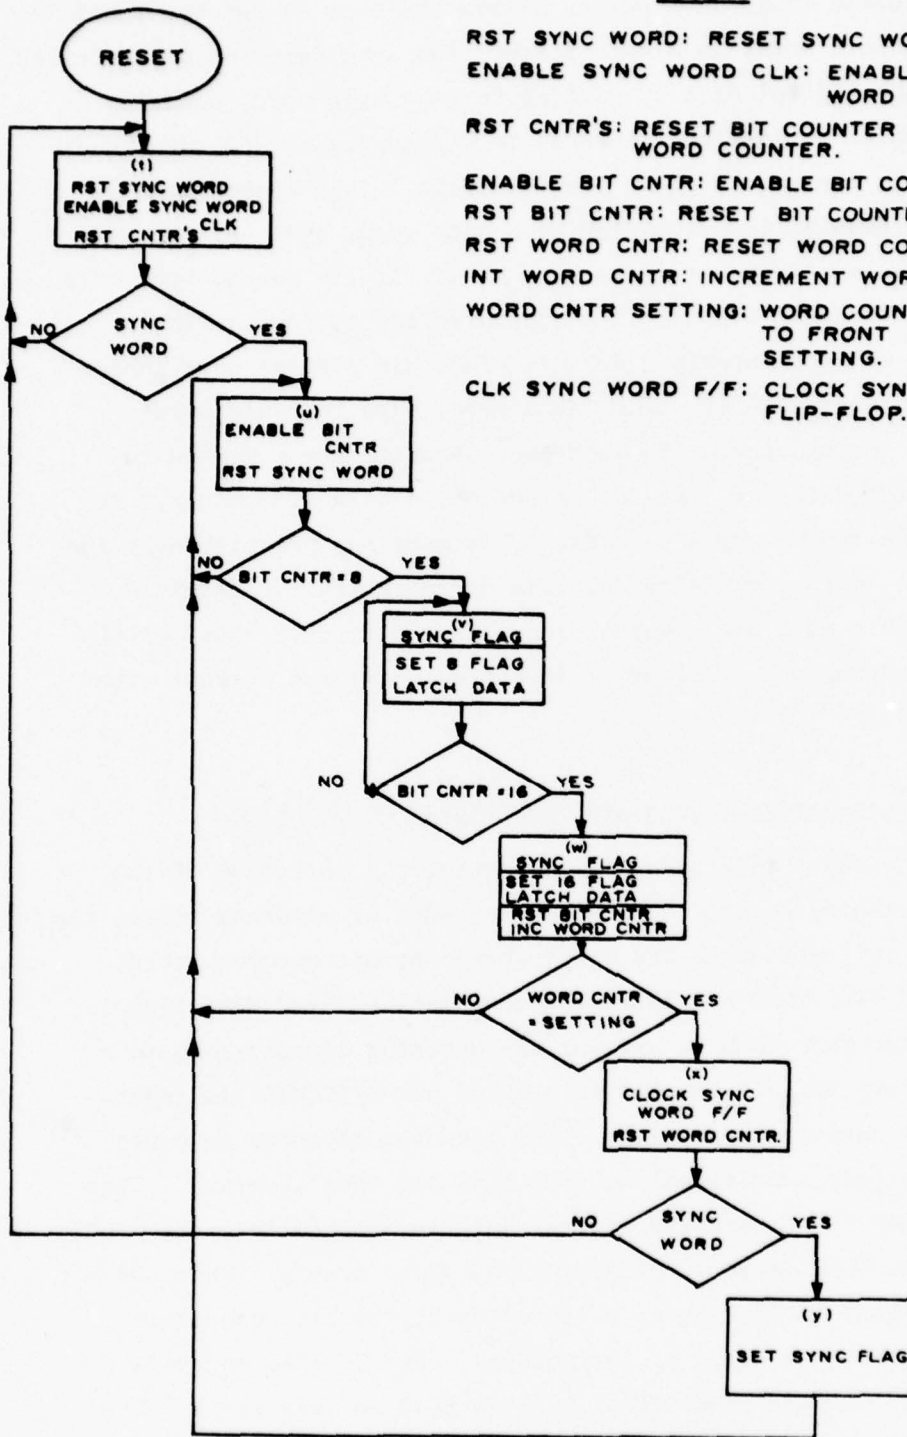 RST SYNC WORD: RESET SYNC WO
ENABLE SYNC WORD CLK: ENABL
WORD
RST CNTR'S: RESET BIT COUNTER
WORD COUNTER.
ENABLE BIT CNTR: ENABLE BIT CO
RST BIT CNTR: RESET BIT COUNT
RST WORD CNTR: RESET WORD CO
INT WORD CNTR: INCREMENT WOR
WORD CNTR SETTING: WORD COUN
TO FRONT
SETTING.
CLK SYNC WORD F/F: CLOCK SYN
FLIP-FLOP.
RESET
(t)
RST SYNC WORD
ENABLE SYNC WORD
CLK
RST CNTR'S
NO
SYNC
WORD
YES
(u)
ENABLE BIT
CNTR
RST SYNC WORD
NO
BIT CNTR = 8
YES
(v)
SYNC FLAG
SET 8 FLAG
LATCH DATA
NO
BIT CNTR = 16
YES
(w)
SYNC FLAG
SET 16 FLAG
LATCH DATA
RST BIT CNTR
INC WORD CNTR
NO
WORD CNTR
= SETTING
YES
(x)
CLOCK SYNC
WORD F/F
RST WORD CNTR.
NO
SYNC
WORD
YES
(y)
SET SYNC FLAG